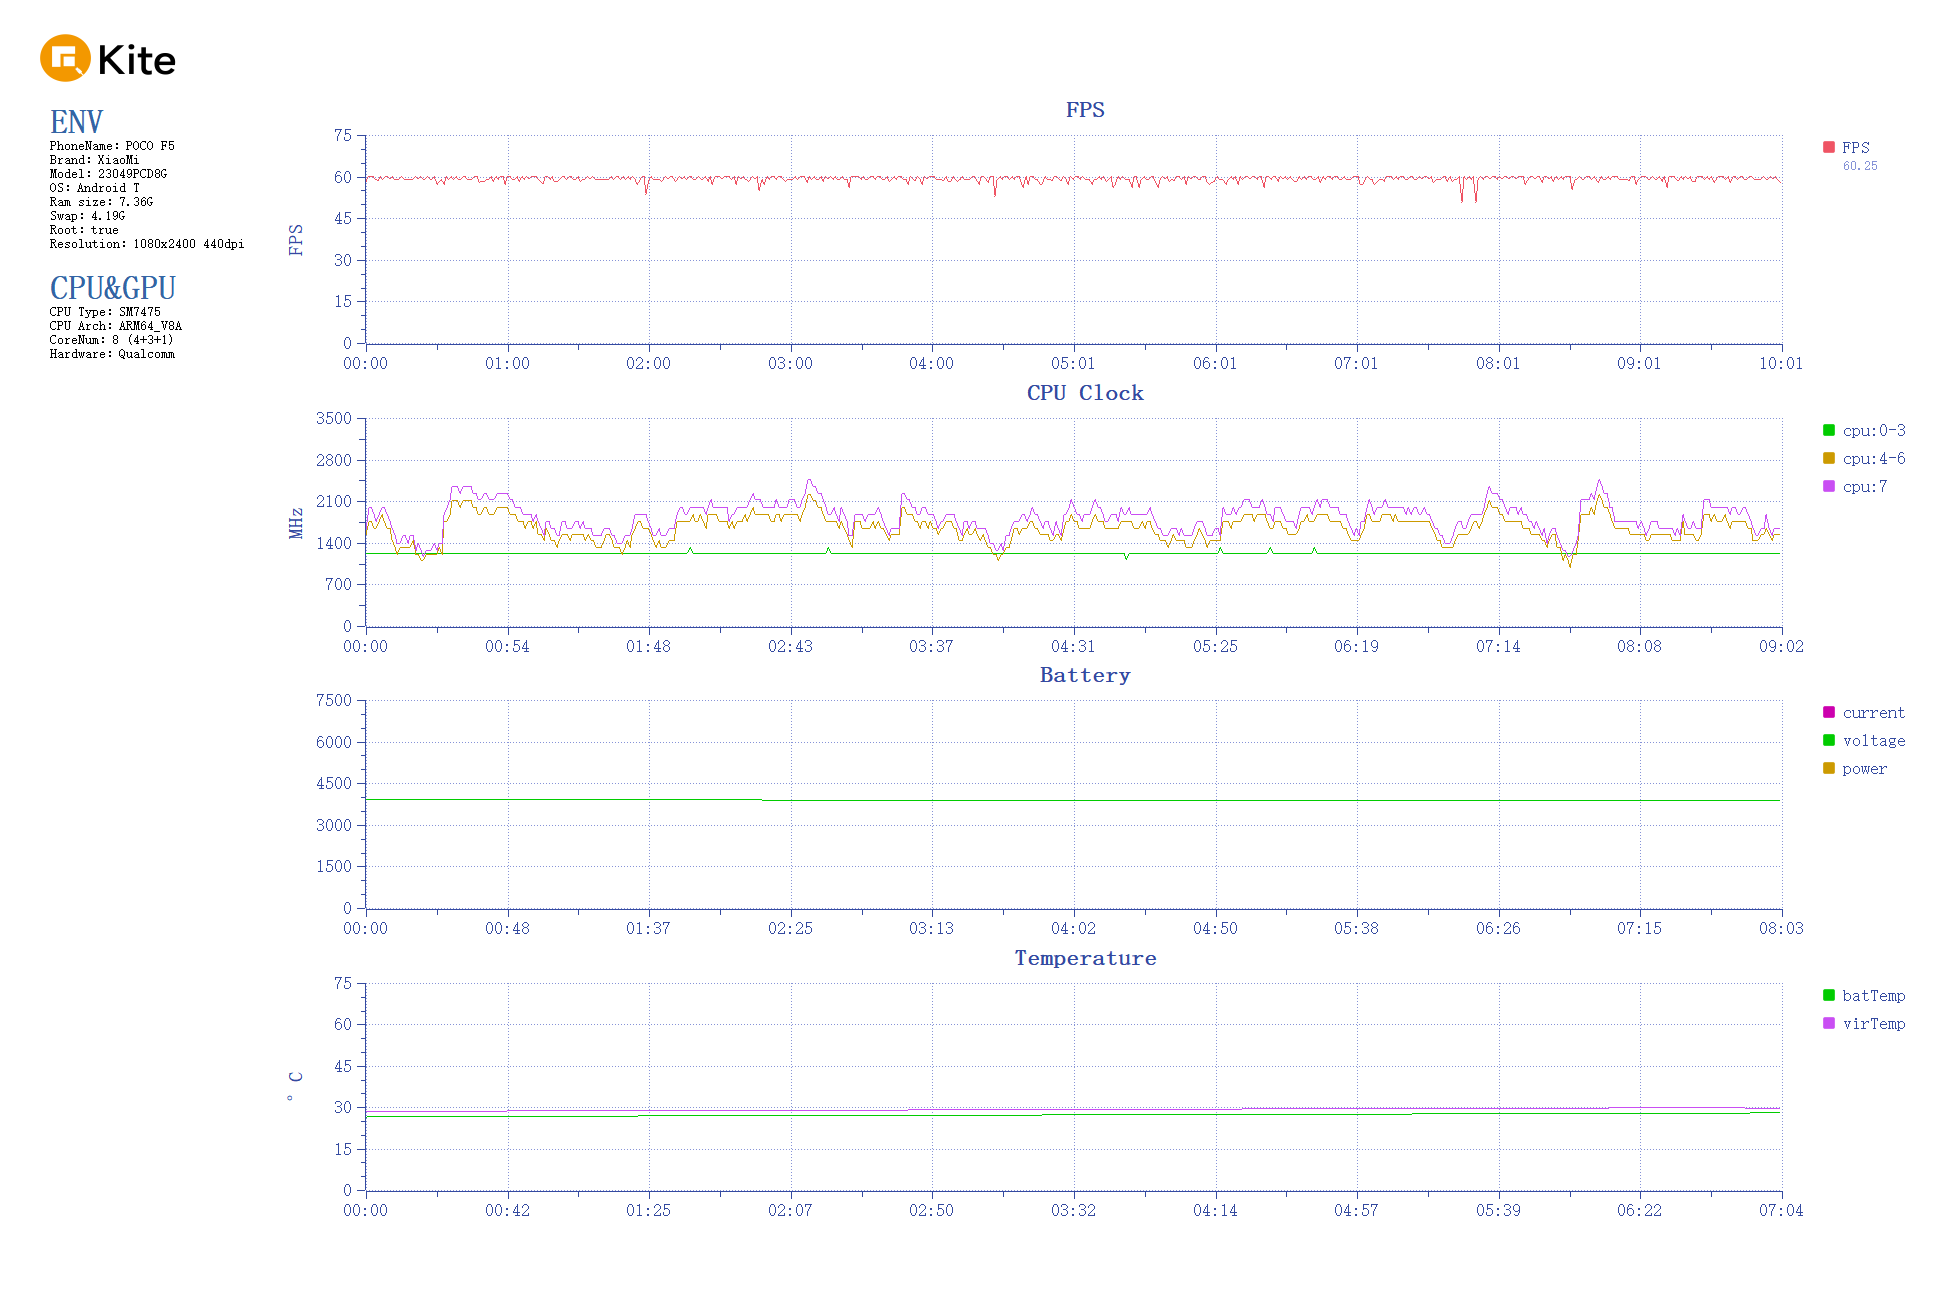 Kite
ENV
PhoneName: POCO F5
Brand: XiaoMi
Model: 23049PCD8G
OS: Android T
Ram size: 7.36G
Swap: 4.19G
Root: true
Resolution: 1080x2400 440dpi
CPU&GPU
CPU Type: SM7475
CPU Arch: ARM64_V8A
CoreNum: 8 (4+3+1)
Hardware: Qualcomm
FPS
FPS
75
60
45
30
15
0
00:00 01:00 02:00 03:00 04:00 05:01 06:01 07:01 08:01 09:01 10:01
FPS
60.25
CPU Clock
MHz
3500
2800
2100
1400
700
0
00:00 00:54 01:48 02:43 03:37 04:31 05:25 06:19 07:14 08:08 09:02
cpu:0-3
cpu:4-6
cpu:7
Battery
7500
6000
4500
3000
1500
0
00:00 00:48 01:37 02:25 03:13 04:02 04:50 05:38 06:26 07:15 08:03
current
voltage
power
Temperature
° C
75
60
45
30
15
0
00:00 00:42 01:25 02:07 02:50 03:32 04:14 04:57 05:39 06:22 07:04
batTemp
virTemp